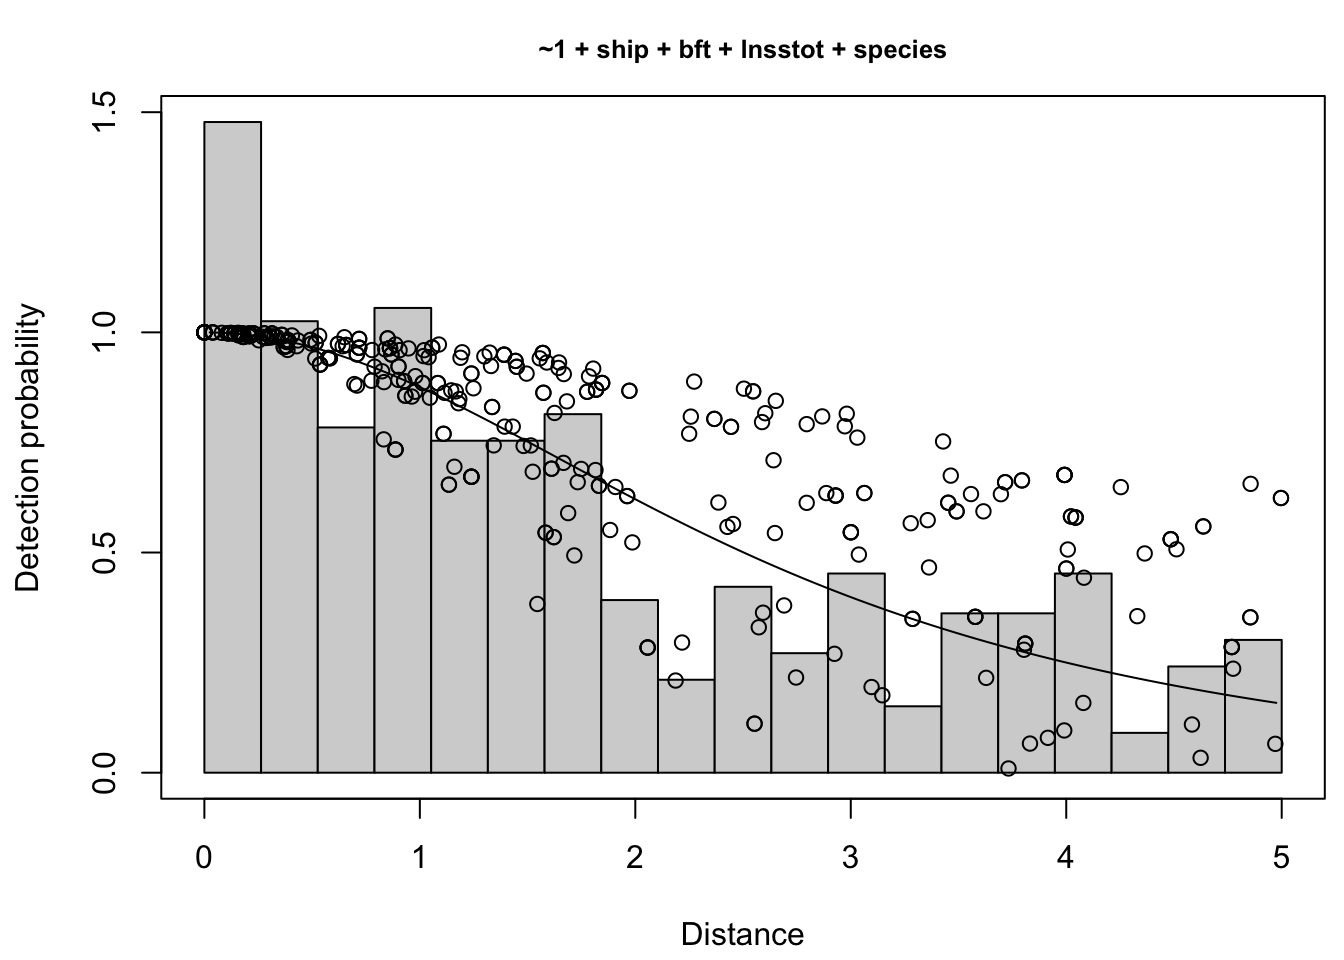 ~1 + ship + bft + lnsstot + species
Detection probability
1.5
1.0
0.5
0.0
0 1 2 3 4 5
Distance